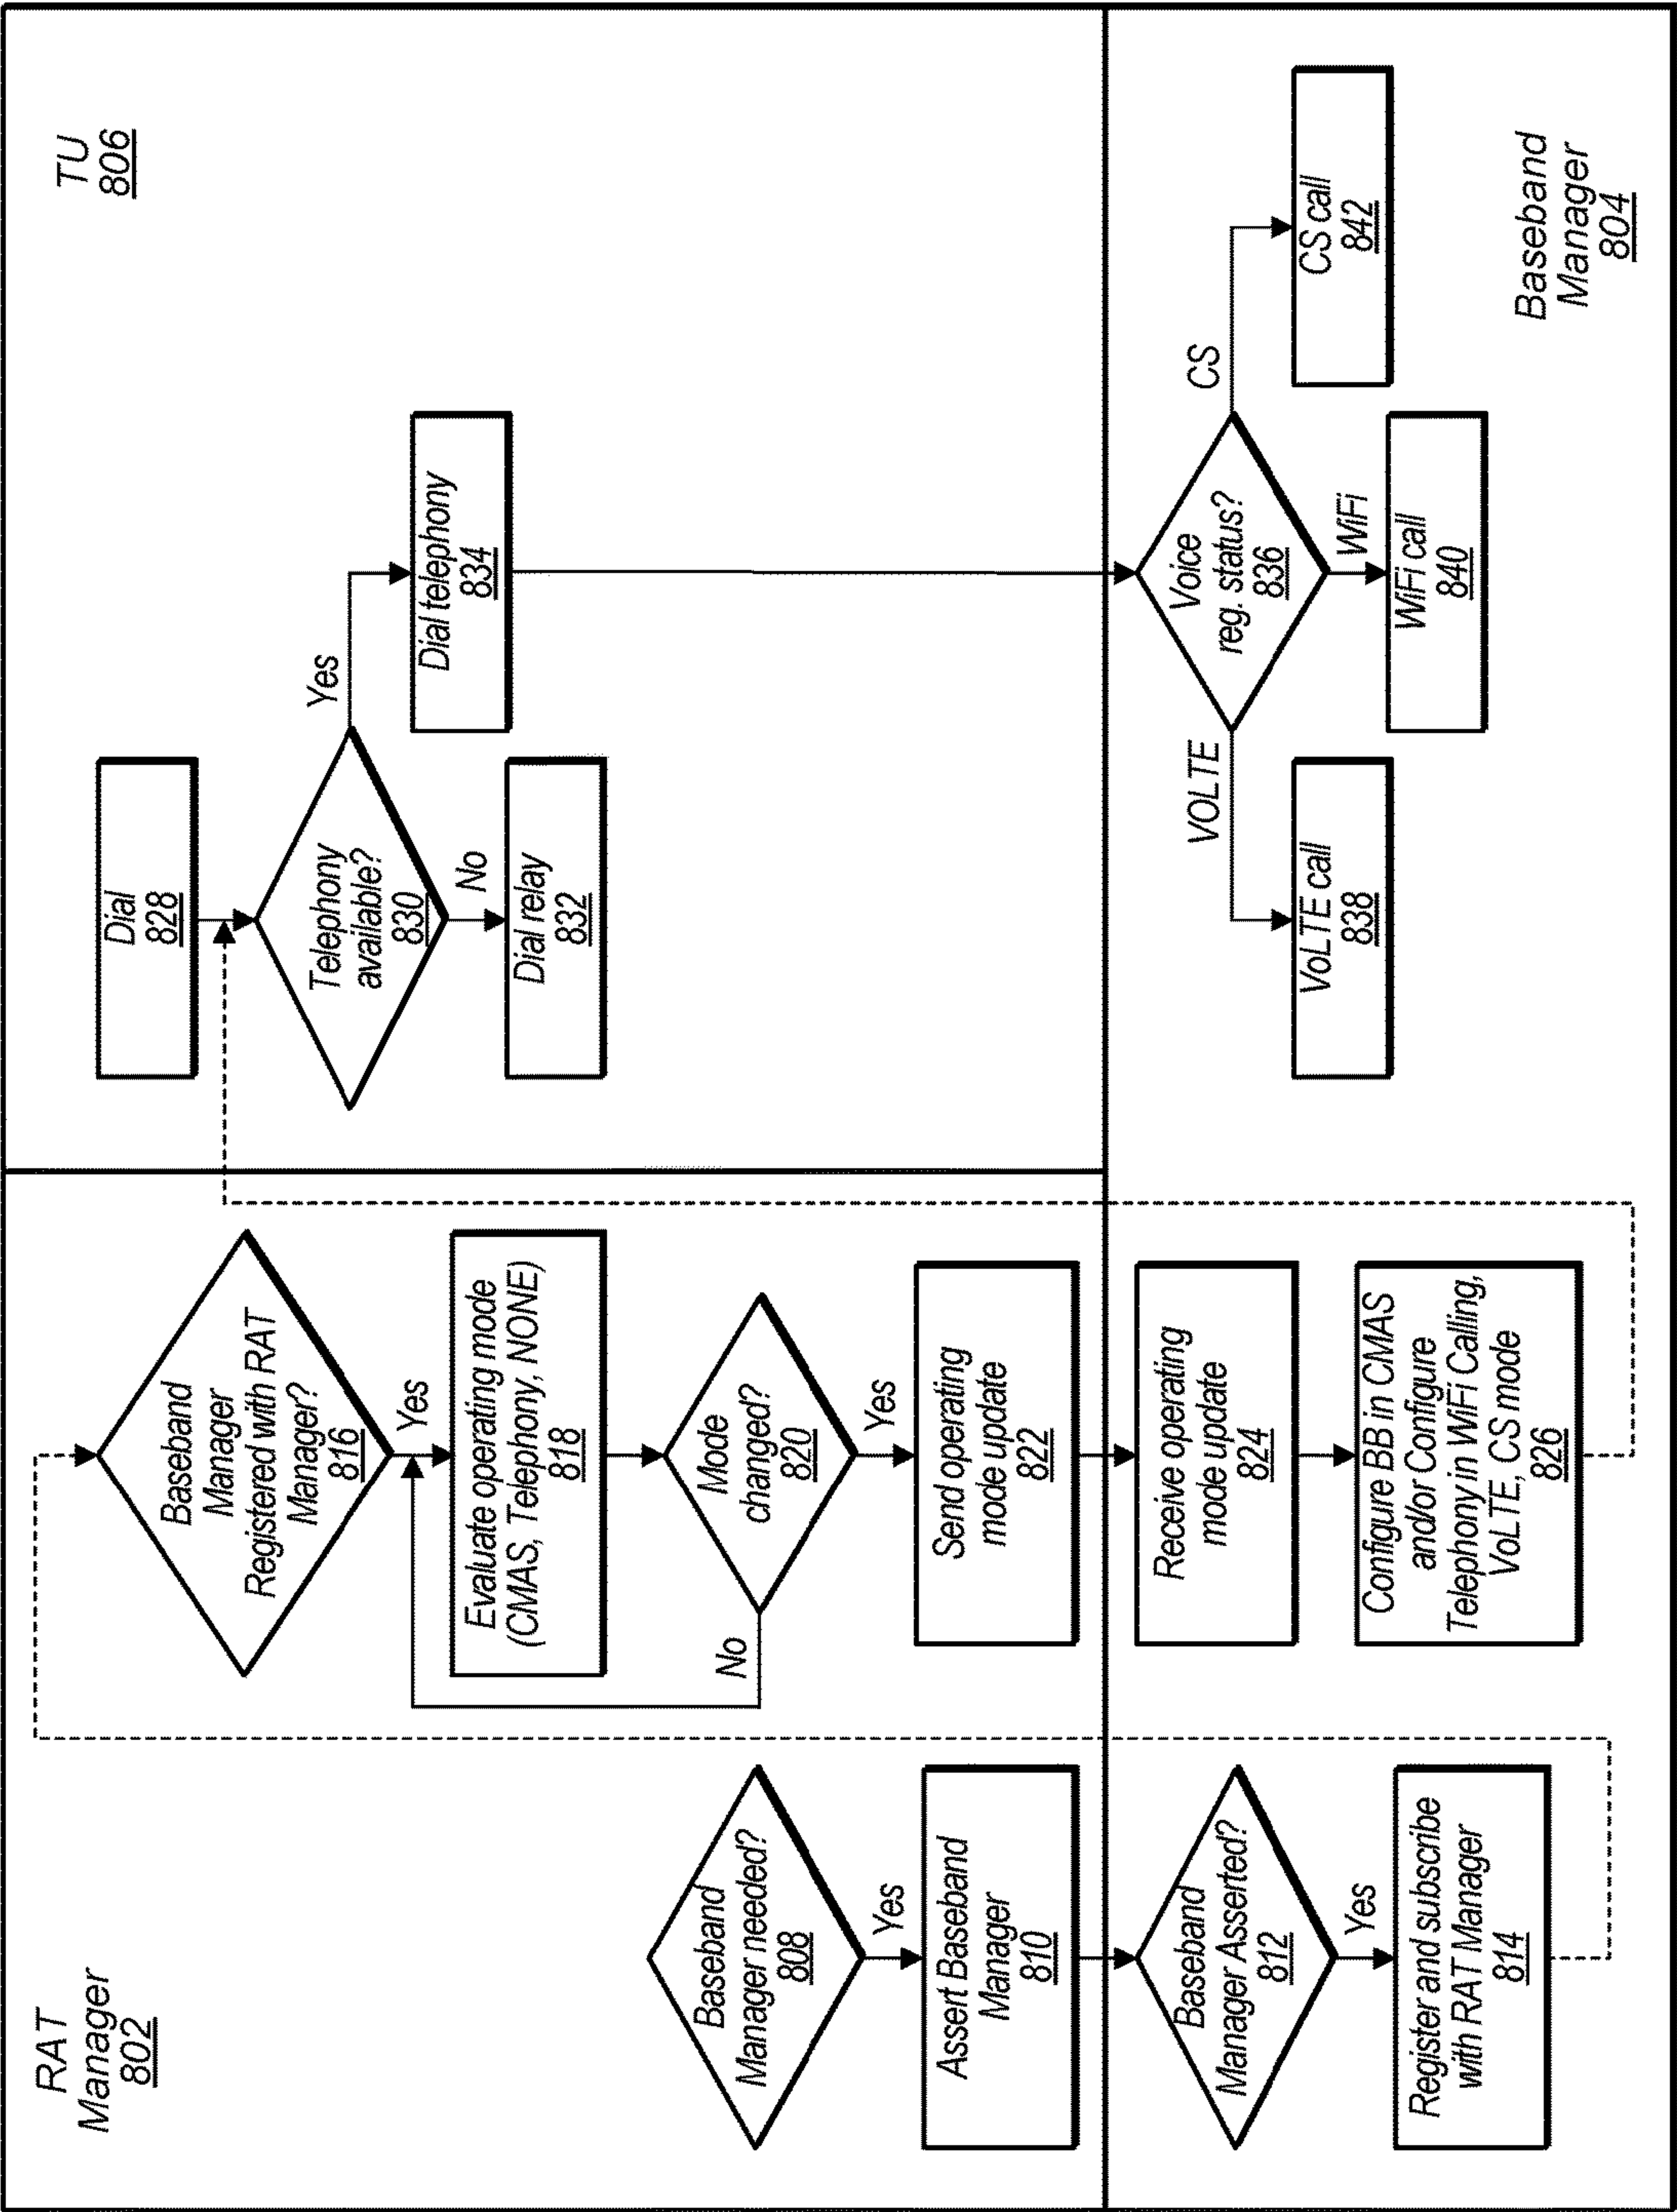 RAT
Manager
802
Baseband
Manager needed?
808
Yes
Assert Baseband
Manager
810
Baseband
Manager Asserted?
812
Yes
Register and subscribe
with RAT Manager
814
Baseband
Manager
Registered with RAT
Manager?
816
Yes
Evaluate operating mode
(CMAS, Telephony, NONE)
818
Mode
changed?
820
No
Yes
Send operating
mode update
822
Receive operating
mode update
824
Configure BB in CMAS
and/or Configure
Telephony in WiFi Calling,
VoLTE, CS mode
826
TU
806
Dial
828
Telephony
available?
830
Yes
No
Dial relay
832
Dial telephony
834
Voice
reg. status?
836
VOLTE
WiFi
CS
VoLTE call
838
WiFi call
840
CS call
842
Baseband
Manager
804